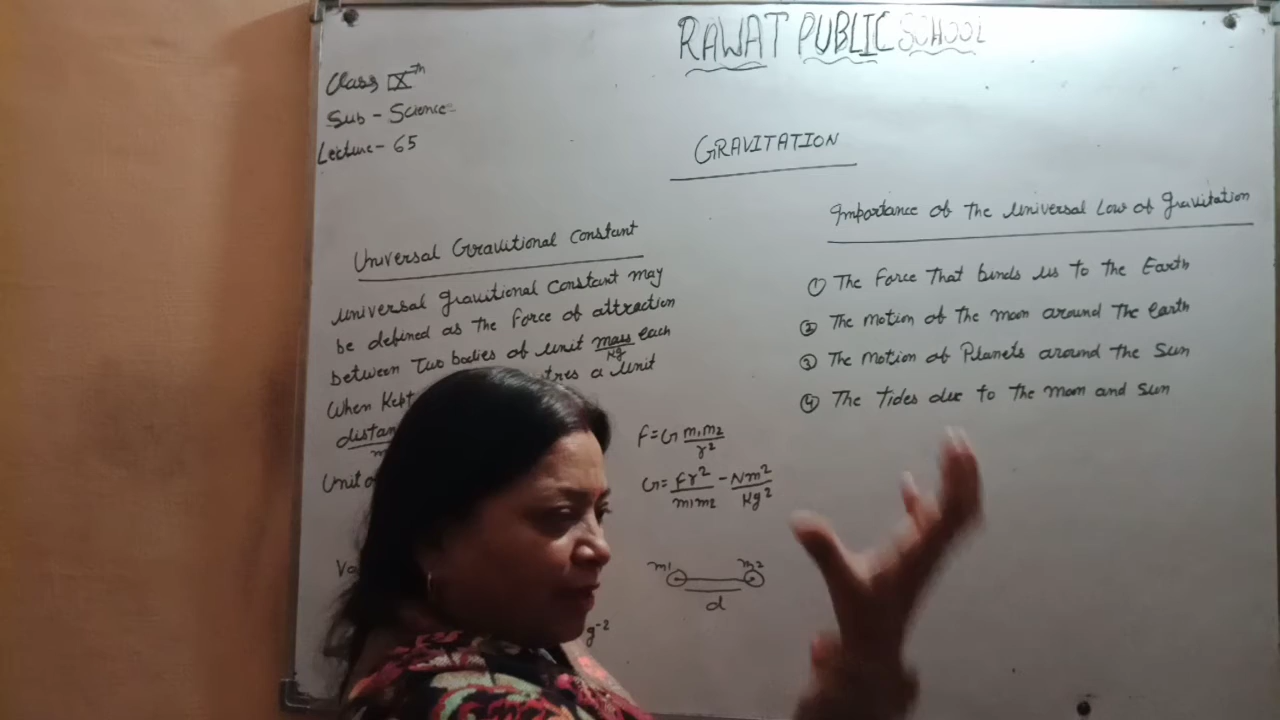 RAWAT PUBLIC SCHOOL
Class IXth
Sub - Science
Lecture - 65
GRAVITATION
Universal Gravitional Constant
Universal gravitional Constant may
be defined as the Force of attraction
between Two bodies of unit mass each
kg
When Kept a unit
F=G m1m2/r²
G=Fr²/m1m2 - Nm²/Kg²
m1 m2
d
g⁻²
Importance of The Universal Low of gravitation
① The Force That binds us to the Earth
② The Motion of The moon around The earth
③ The Motion of Planets around the Sun
④ The tides due to The moon and Sun